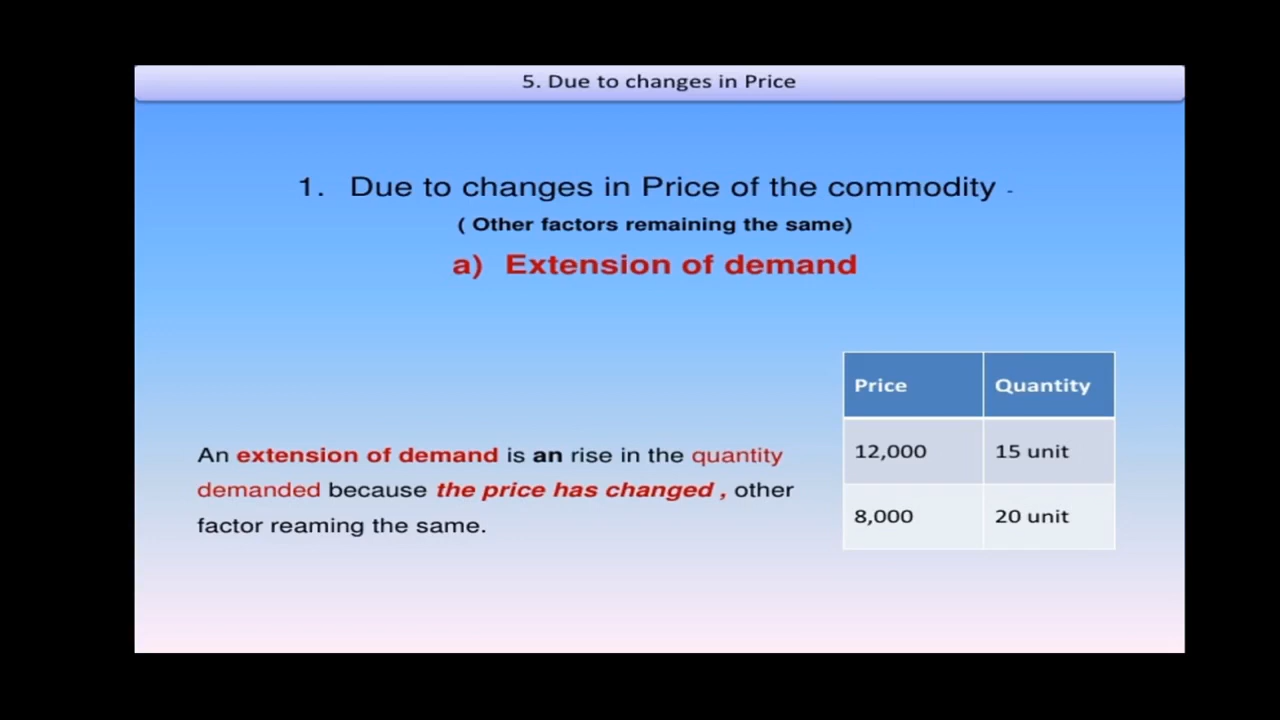 5. Due to changes in Price
1. Due to changes in Price of the commodity -
( Other factors remaining the same)
a) Extension of demand
An extension of demand is an rise in the quantity
demanded because the price has changed , other
factor reaming the same.
Price Quantity
12,000 15 unit
8,000 20 unit